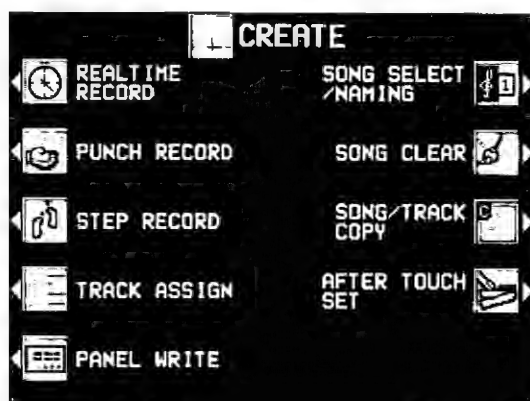 CREATE
REALTIME
RECORD
PUNCH RECORD
STEP RECORD
TRACK ASSIGN
PANEL WRITE
SONG SELECT
/NAMING
1
SONG CLEAR
SONG/TRACK
COPY
C
AFTER TOUCH
SET